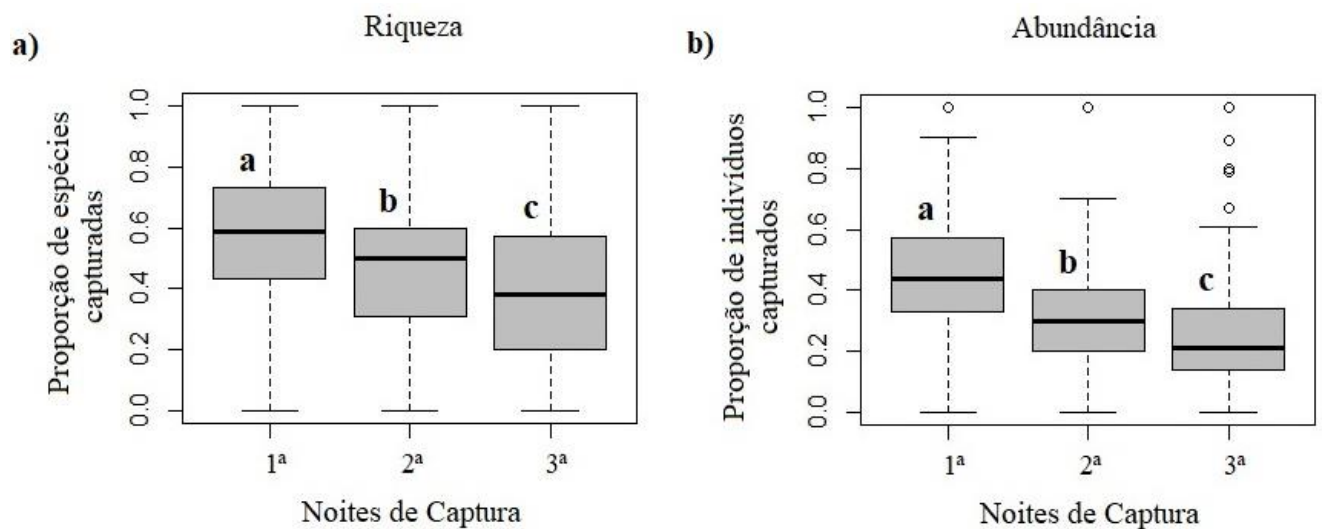 Riqueza
a)
Proporção de espécies
capturadas
1.0
0.8
0.6
0.4
0.2
0.0
a
b
c
1ª
2ª
3ª
Noites de Captura
Abundância
b)
Proporção de indivíduos
capturados
1.0
0.8
0.6
0.4
0.2
0.0
a
b
c
1ª
2ª
3ª
Noites de Captura